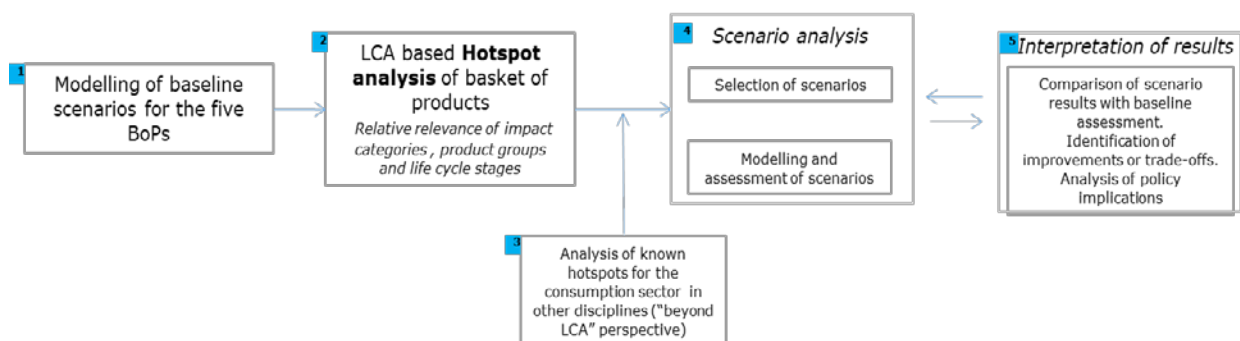 1
Modelling of baseline
scenarios for the five
BoPs
2
LCA based Hotspot
analysis of basket of
products
Relative relevance of impact
categories , product groups
and life cycle stages
3
Analysis of known
hotspots for the
consumption sector in
other disciplines ("beyond
LCA" perspective)
4
Scenario analysis
Selection of scenarios
Modelling and
assessment of scenarios
5
Interpretation of results
Comparison of scenario
results with baseline
assessment.
Identification of
improvements or trade-offs.
Analysis of policy
implications